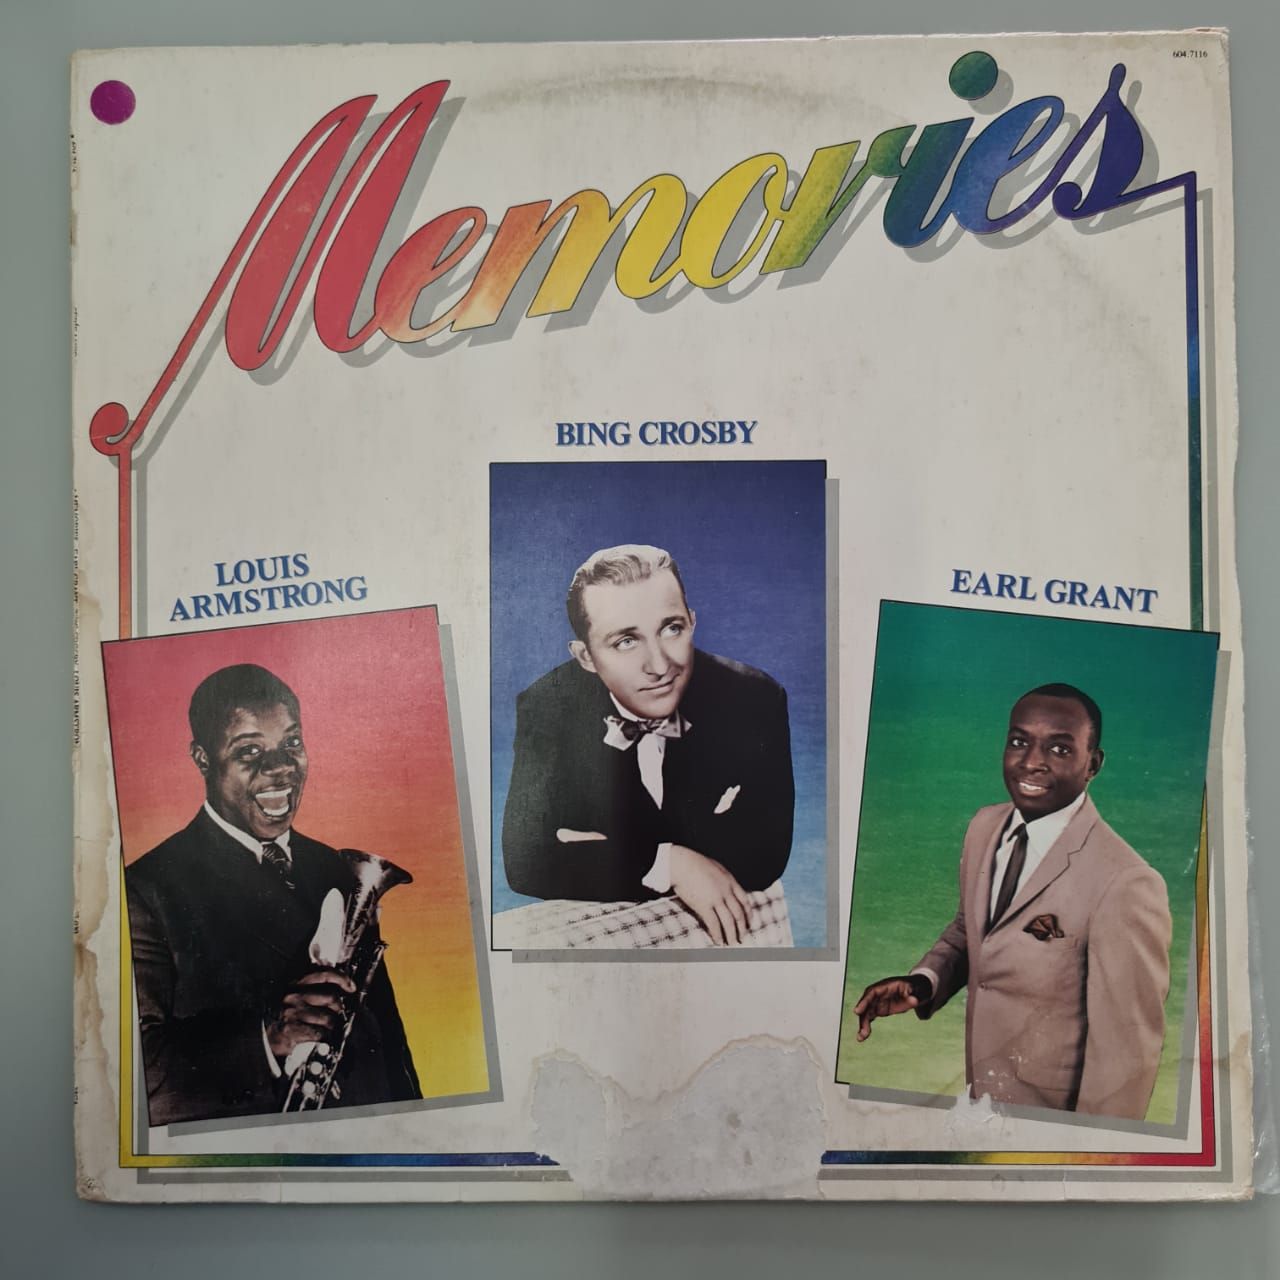 604.7116
Memories
BING CROSBY
LOUIS
ARMSTRONG
EARL GRANT